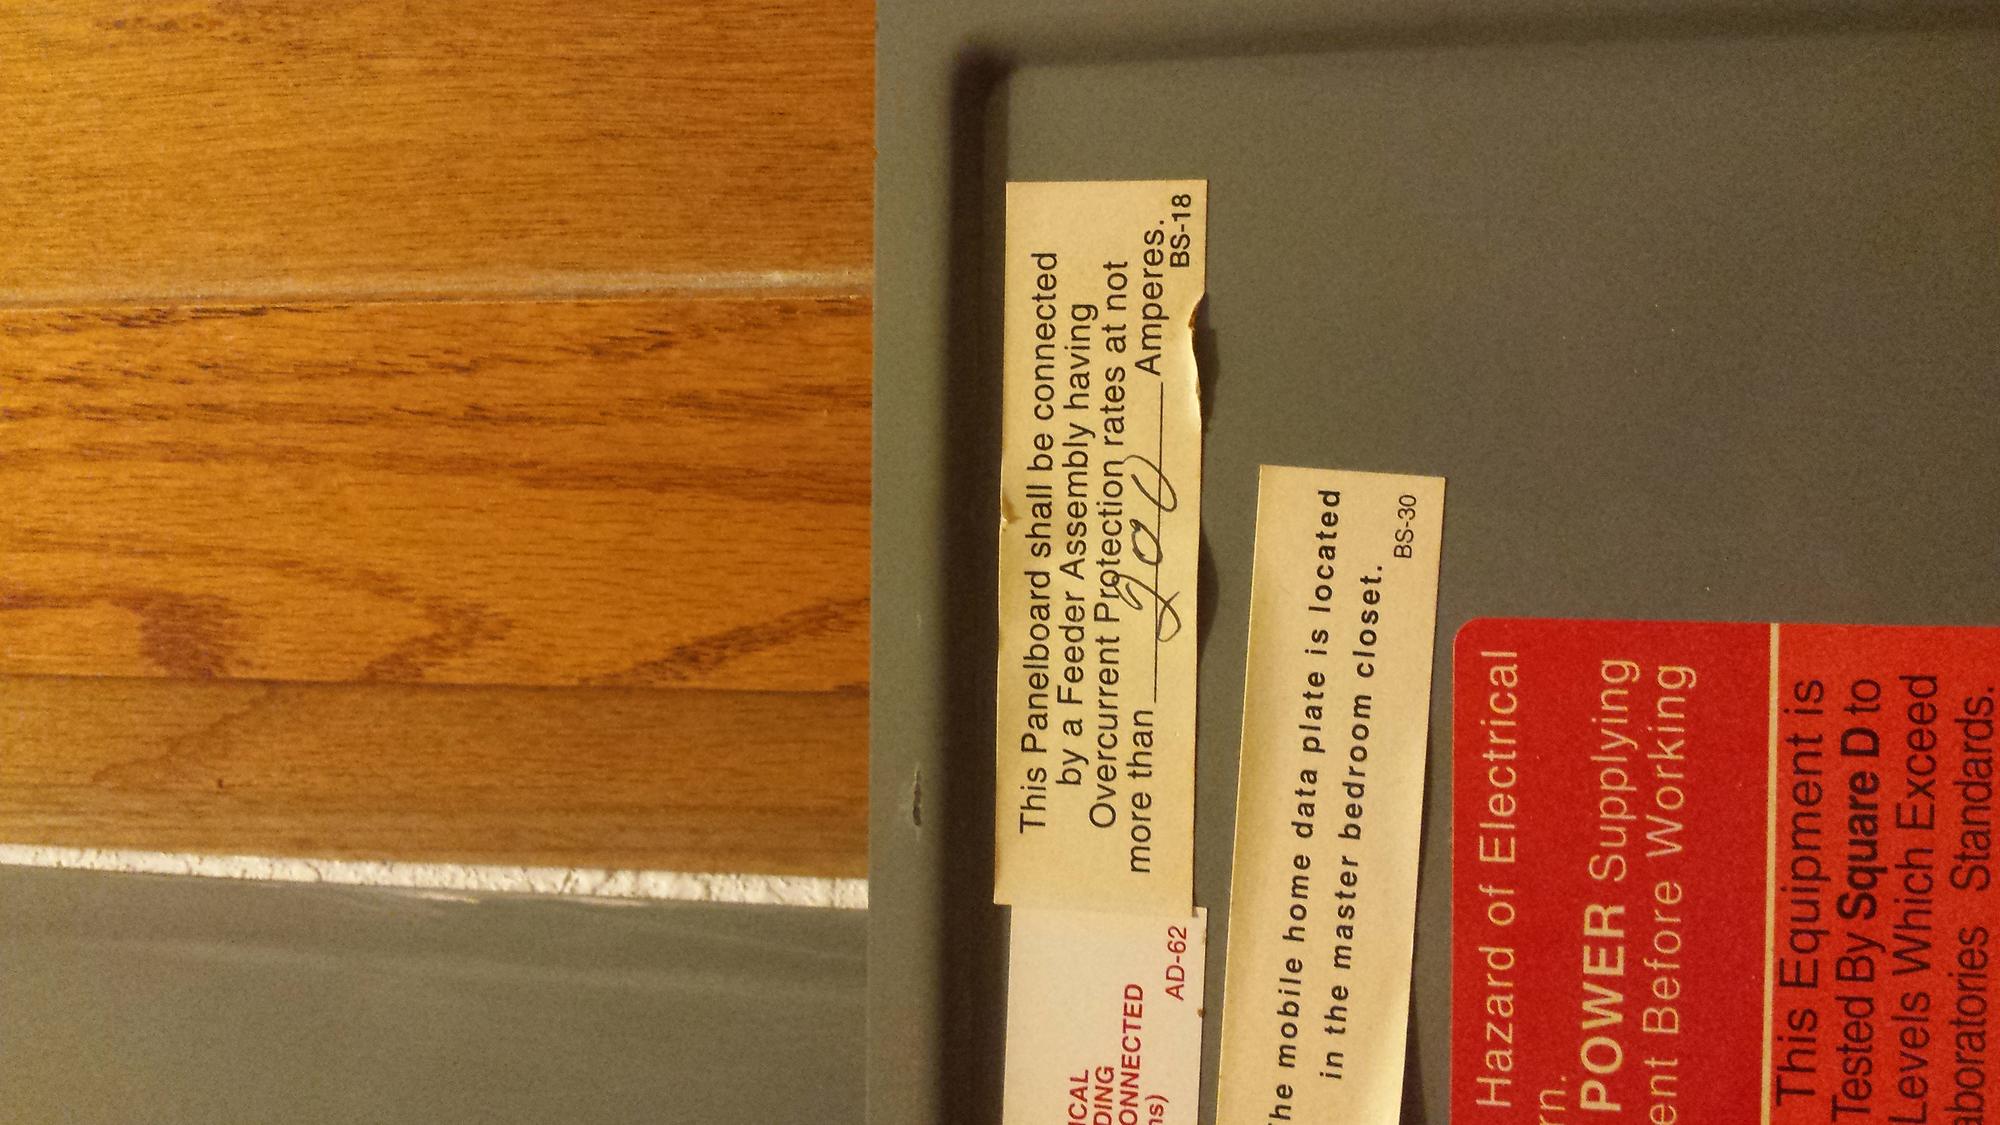 This Panelboard shall be connected
by a Feeder Assembly having
Overcurrent Protection rates at not
more than 200 Amperes.
BS-18
ICAL
DING
ONNECTED
ns)
AD-62
he mobile home data plate is located
in the master bedroom closet.
BS-30
Hazard of Electrical
rn.
POWER Supplying
ent Before Working
This Equipment is
Tested By Square D to
Levels Which Exceed
aboratories Standards.